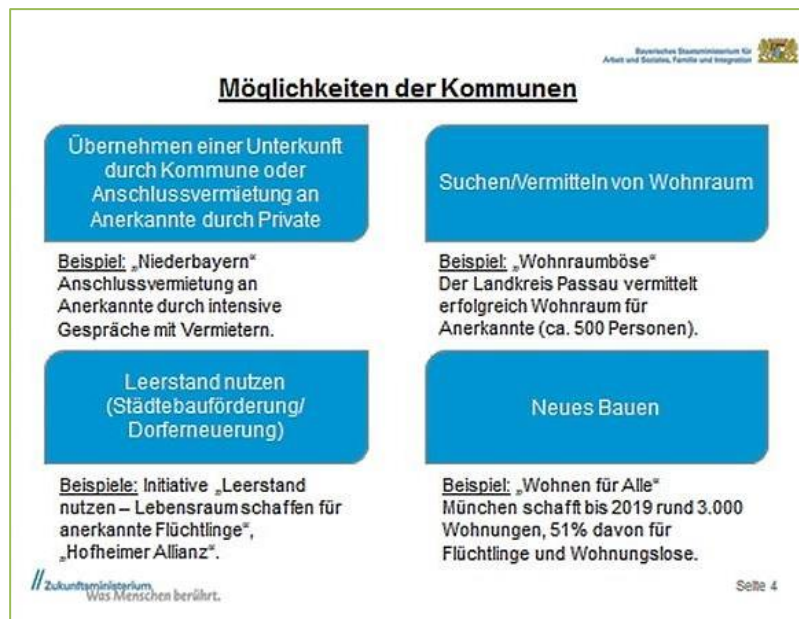 Bayerisches Staatsministerium für
Arbeit und Soziales, Familie und Integration
Möglichkeiten der Kommunen
Übernehmen einer Unterkunft
durch Kommune oder
Anschlussvermietung an
Anerkannte durch Private
Beispiel: „Niederbayern“
Anschlussvermietung an
Anerkannte durch intensive
Gespräche mit Vermietern.
Suchen/Vermitteln von Wohnraum
Beispiel: „Wohnraumböse“
Der Landkreis Passau vermittelt
erfolgreich Wohnraum für
Anerkannte (ca. 500 Personen).
Leerstand nutzen
(Städtebauförderung/
Dorferneuerung)
Beispiele: Initiative „Leerstand
nutzen – Lebensraum schaffen für
anerkannte Flüchtlinge“,
„Hofheimer Allianz“.
Neues Bauen
Beispiel: „Wohnen für Alle“
München schafft bis 2019 rund 3.000
Wohnungen, 51% davon für
Flüchtlinge und Wohnungslose.
Zukunftsministerium
Was Menschen berührt.
Seite 4